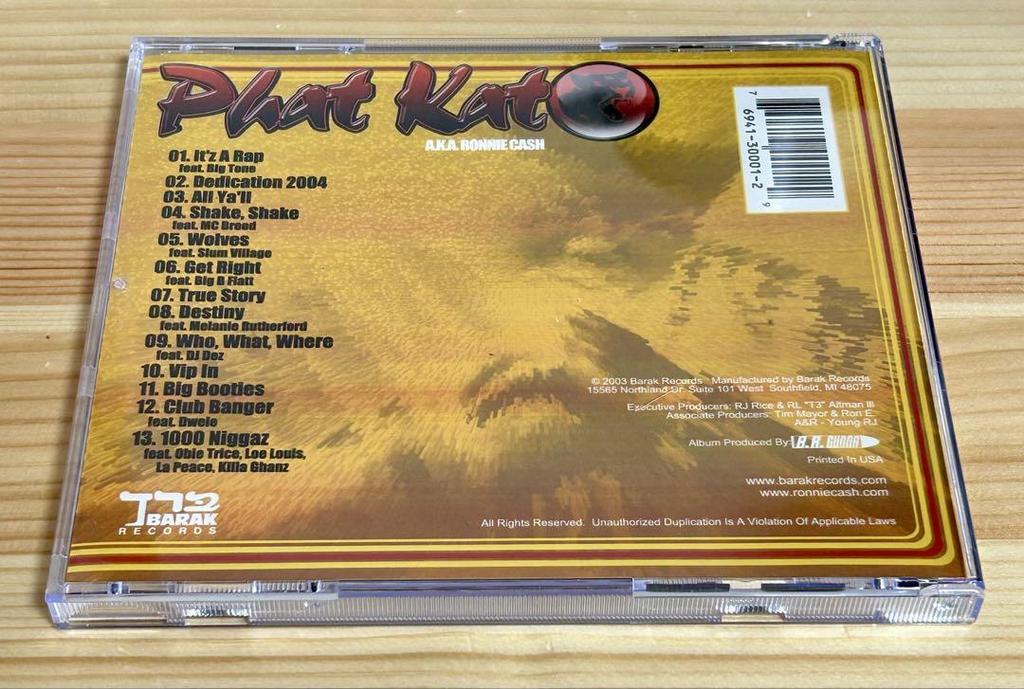 Phat Kat
A.K.A. RONNIE CASH
7 6941-30001-2 9
01. It'z A Rap
feat. Big Tone
02. Dedication 2004
03. All Ya'll
04. Shake, Shake
feat. MC Breed
05. Wolves
feat. Slum Village
06. Get Right
feat. Big B Flatt
07. True Story
08. Destiny
feat. Melanie Rutherford
09. Who, What, Where
feat. DJ Dez
10. Vip In
11. Big Booties
12. Club Banger
feat. Dwele
13. 1000 Niggaz
feat. Obie Trice, Loe Louis,
La Peace, Killa Ghanz
© 2003 Barak Records Manufactured by Barak Records
15565 Northland Dr. Suite 101 West Southfield, MI 48075
Executive Producers: RJ Rice & RL "T3" Altman III
Associate Producers: Tim Mayor & Ron E.
A&R - Young RJ
Album Produced By: B.R. GUNNA
Printed In USA
www.barakrecords.com
www.ronniecash.com
ברך
BARAK
RECORDS
All Rights Reserved. Unauthorized Duplication Is A Violation Of Applicable Laws